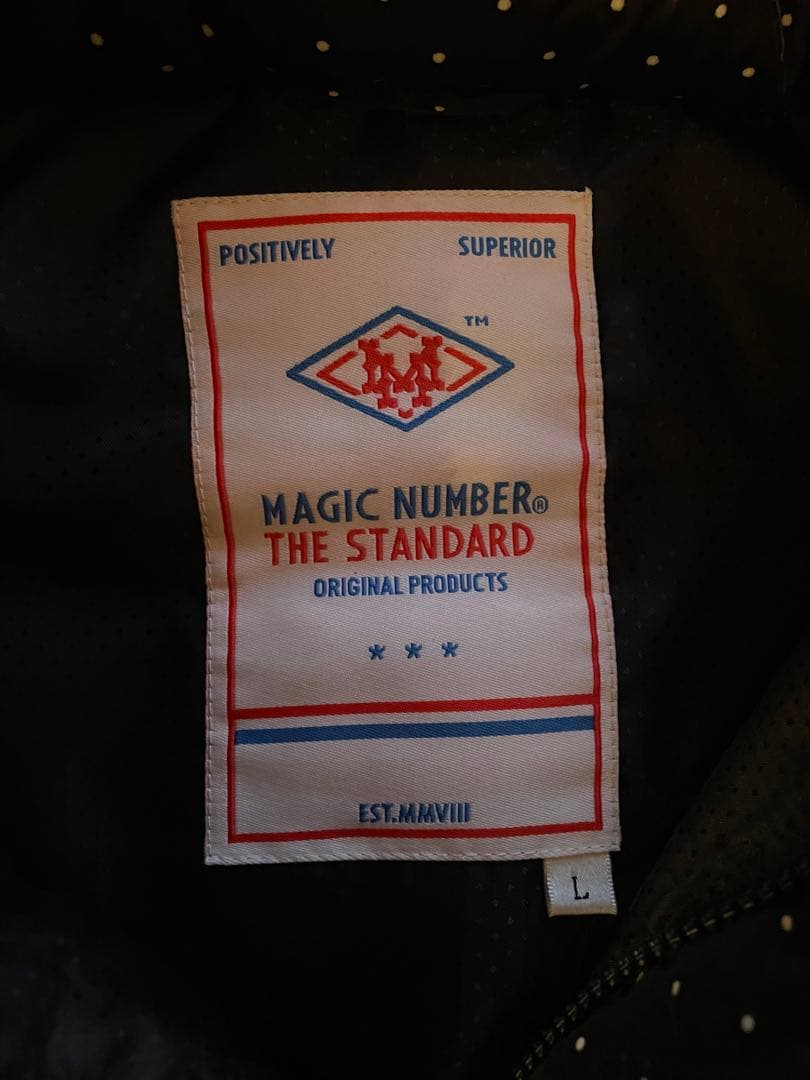 POSITIVELY SUPERIOR
TM
M
MAGIC NUMBER®
THE STANDARD
ORIGINAL PRODUCTS
* * *
EST.MMVIII
L